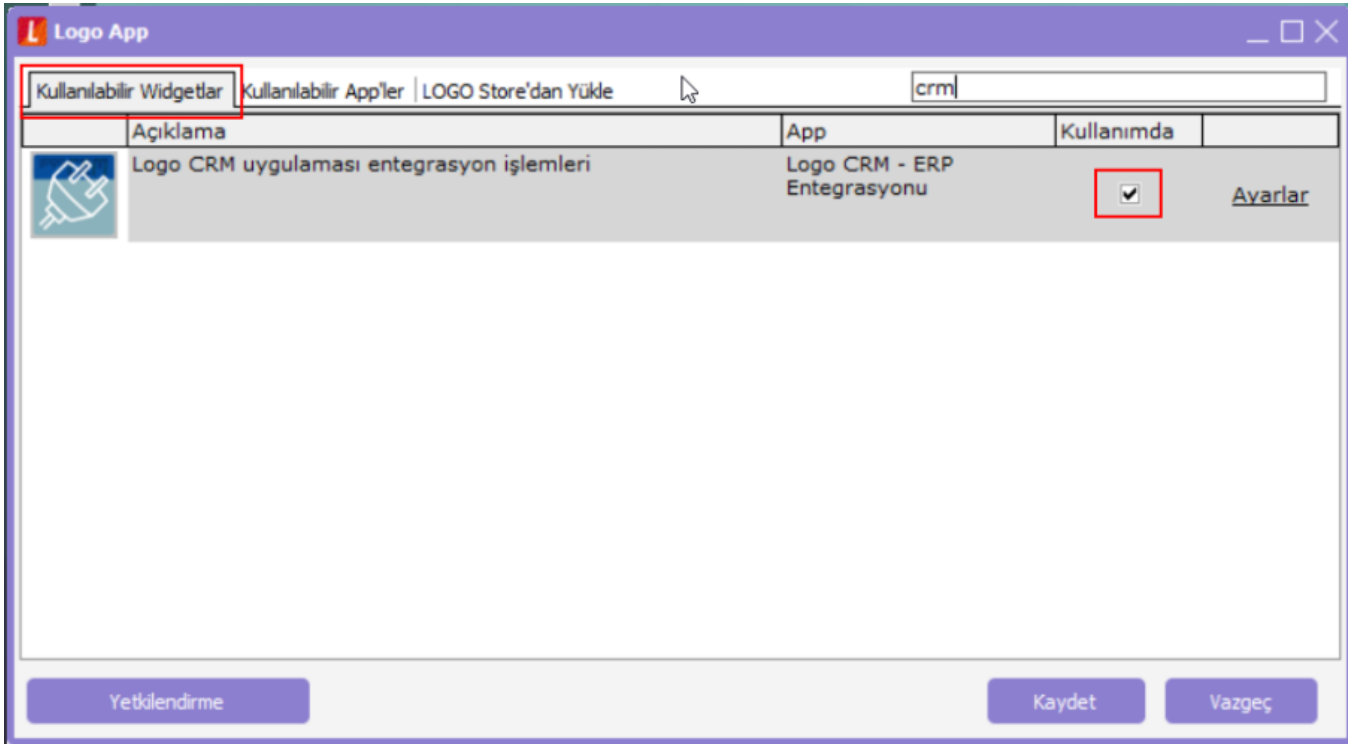 Logo App
Kullanılabilir Widgetlar Kullanılabilir App'ler LOGO Store'dan Yükle crm
Açıklama App Kullanımda
Logo CRM uygulaması entegrasyon işlemleri Logo CRM - ERP
Entegrasyonu
Ayarlar
Yetkilendirme Kaydet Vazgeç